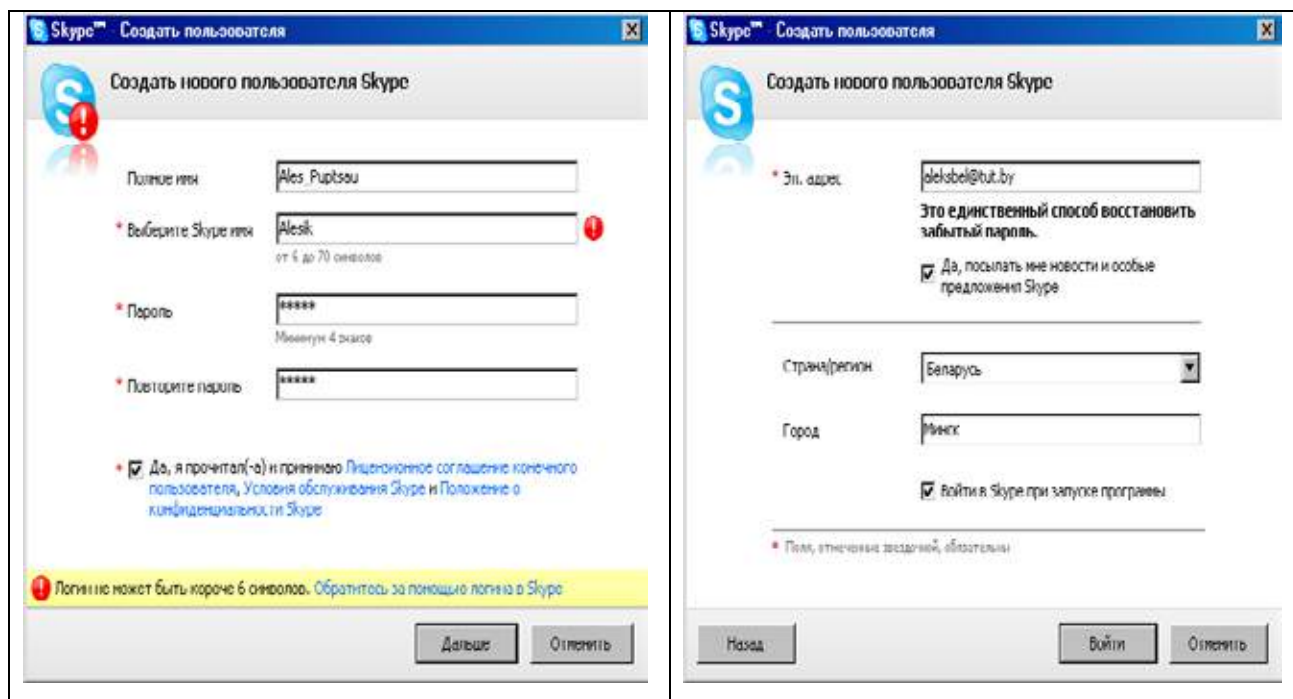 Skype™ - Создать пользователя
Создать нового пользователя Skype
Полное имя
Ales_Puptsau
* Выберите Skype имя
Alesik
от 6 до 70 символов
* Пароль
*****
Минимум 4 знаков
* Повторите пароль
*****
* Да, я прочитал(-а) и принимаю Лицензионное соглашение конечного
пользователя, Условия обслуживания Skype и Положение о
конфиденциальности Skype
Логин не может быть короче 6 символов. Обратитесь за помощью логина в Skype
Дальше
Отменить
Skype™ - Создать пользователя
Создать нового пользователя Skype
* Эл. адрес
aleksbel@tut.by
Это единственный способ восстановить
забытый пароль.
Да, посылать мне новости и особые
предложения Skype
Страна/регион
Беларусь
Город
Минск
Войти в Skype при запуске программы
* Поля, отмеченные звездочкой, обязательны
Назад
Войти
Отменить